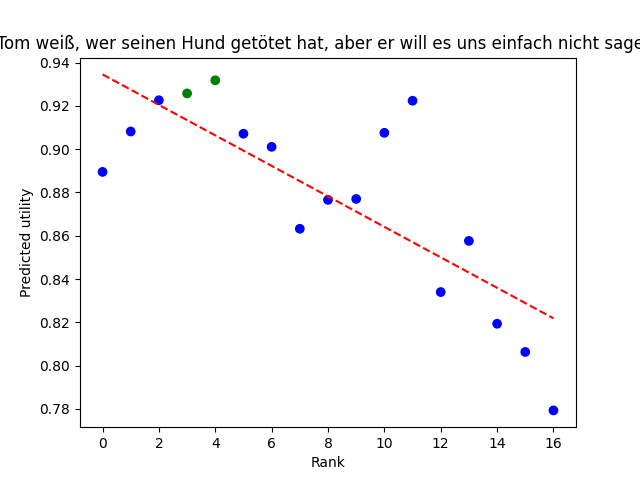 Tom weiß, wer seinen Hund getötet hat, aber er will es uns einfach nicht sage
0.94
0.92
0.90
0.88
0.86
0.84
0.82
0.80
0.78
Predicted utility
0 2 4 6 8 10 12 14 16
Rank